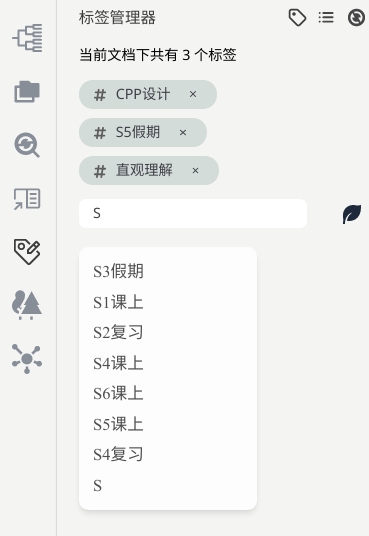 标签管理器
当前文档下共有 3 个标签
# CPP设计 ×
# S5假期 ×
# 直观理解 ×
S
S3假期
S1课上
S2复习
S4课上
S6课上
S5课上
S4复习
S